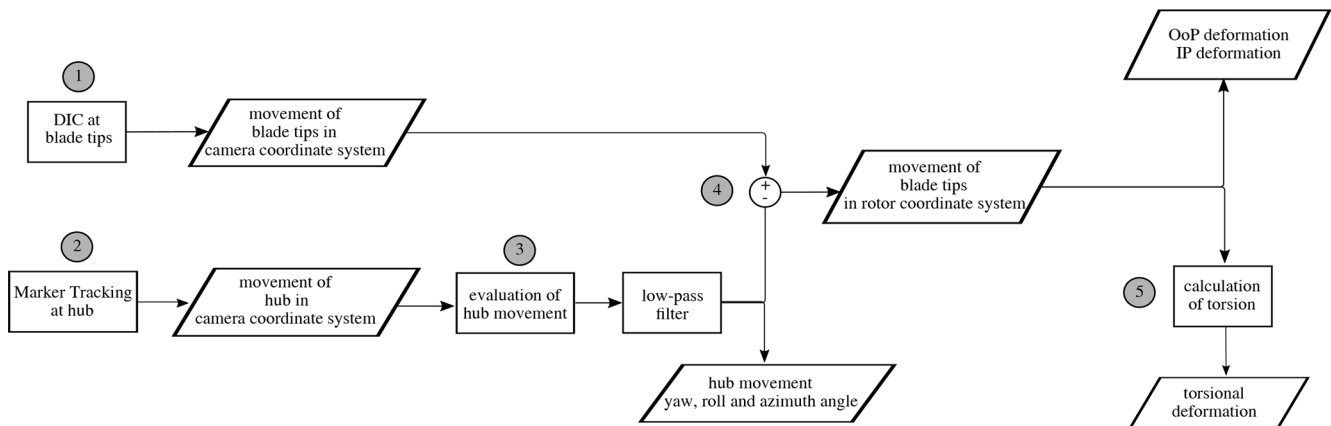 OoP deformation
IP deformation
1
DIC at
blade tips
movement of
blade tips in
camera coordinate system
4
+
-
movement of
blade tips
in rotor coordinate system
2
Marker Tracking
at hub
movement of
hub in
camera coordinate system
3
evaluation of
hub movement
low-pass
filter
5
calculation
of torsion
hub movement
yaw, roll and azimuth angle
torsional
deformation